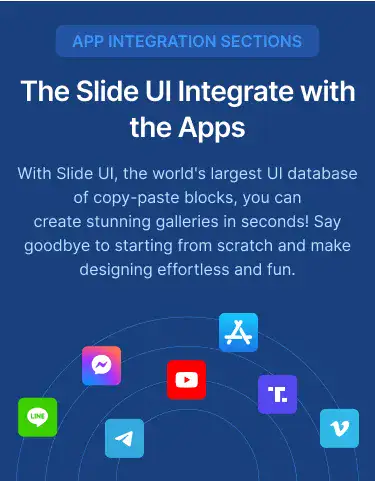 APP INTEGRATION SECTIONS
The Slide UI Integrate with
the Apps
With Slide UI, the world's largest UI database
of copy-paste blocks, you can
create stunning galleries in seconds! Say
goodbye to starting from scratch and make
designing effortless and fun.
LINE